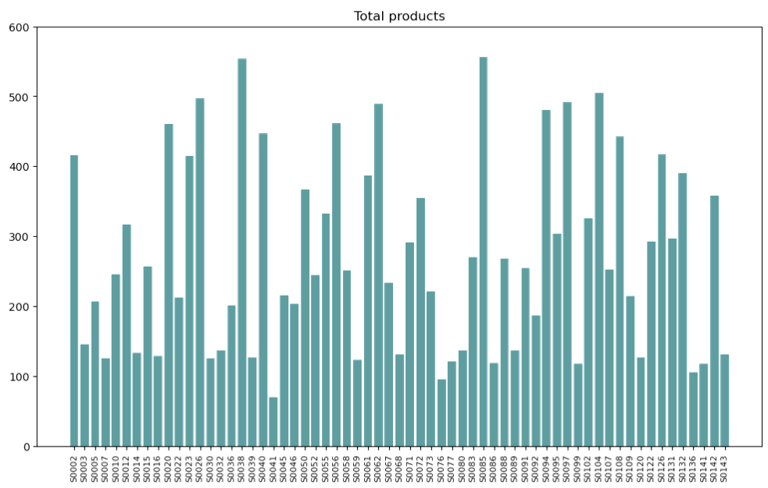 Total products
600
500
400
300
200
100
0
S0002
S0003
S0005
S0007
S0010
S0012
S0014
S0015
S0016
S0020
S0022
S0023
S0026
S0030
S0032
S0036
S0038
S0039
S0040
S0041
S0045
S0046
S0050
S0052
S0055
S0056
S0058
S0059
S0061
S0062
S0067
S0068
S0071
S0072
S0073
S0076
S0077
S0080
S0083
S0085
S0086
S0088
S0089
S0091
S0092
S0094
S0095
S0097
S0099
S0102
S0104
S0107
S0108
S0109
S0120
S0122
S0126
S0131
S0132
S0136
S0141
S0142
S0143